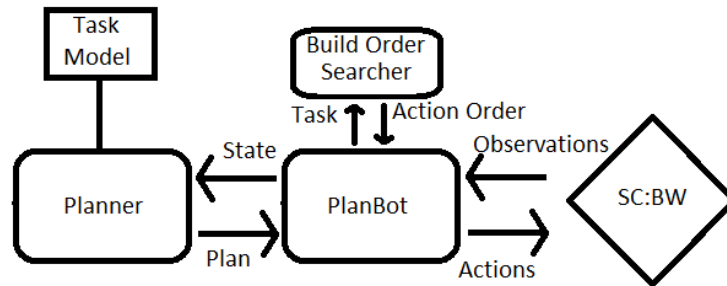 Task
Model
Build Order
Searcher
Task
Action Order
State
Observations
Planner
PlanBot
SC:BW
Plan
Actions